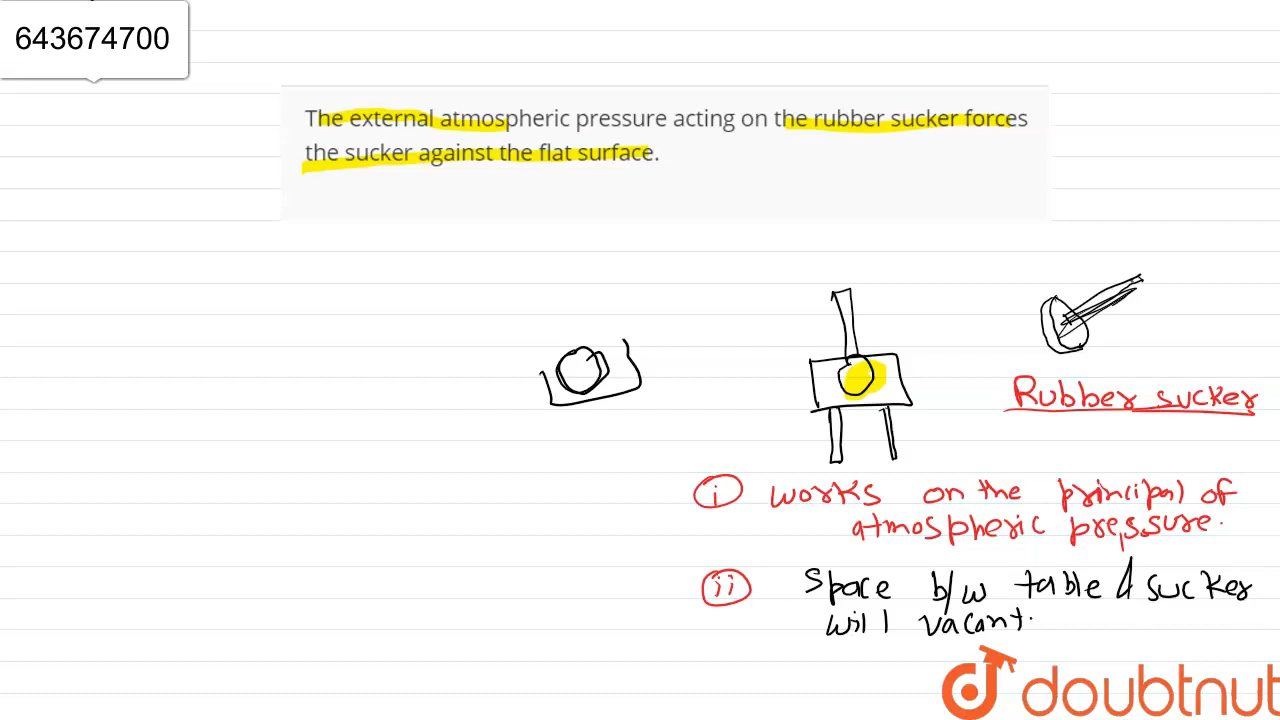 643674700
The external atmospheric pressure acting on the rubber sucker forces
the sucker against the flat surface.
Rubber sucker
i works on the principal of
atmospheric pressure.
ii Space b/w table & sucker
will vacant.
doubtnut